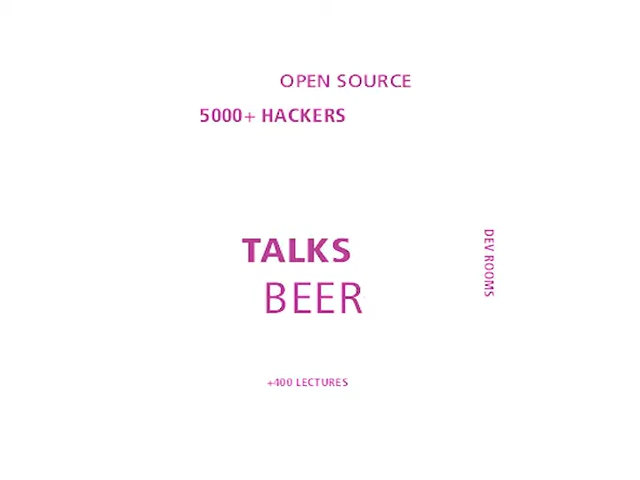 OPEN SOURCE
5000+ HACKERS
TALKS
BEER
DEV ROOMS
+400 LECTURES